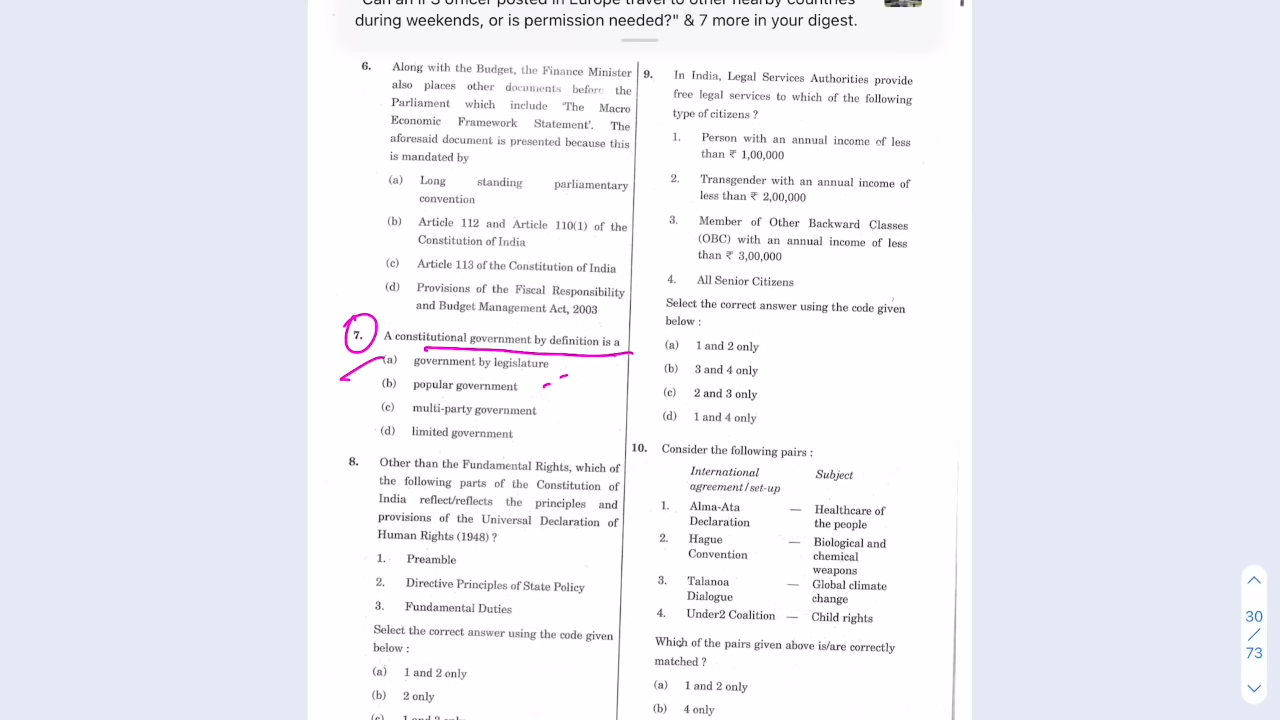 "Can an IFS officer posted in Europe travel to other nearby countries
during weekends, or is permission needed?" & 7 more in your digest.
6. Along with the Budget, the Finance Minister
also places other documents before the
Parliament which include 'The Macro
Economic Framework Statement'. The
aforesaid document is presented because this
is mandated by
(a) Long standing parliamentary
convention
(b) Article 112 and Article 110(1) of the
Constitution of India
(c) Article 113 of the Constitution of India
(d) Provisions of the Fiscal Responsibility
and Budget Management Act, 2003
7. A constitutional government by definition is a
(a) government by legislature
(b) popular government
(c) multi-party government
(d) limited government
8. Other than the Fundamental Rights, which of
the following parts of the Constitution of
India reflect/reflects the principles and
provisions of the Universal Declaration of
Human Rights (1948) ?
1. Preamble
2. Directive Principles of State Policy
3. Fundamental Duties
Select the correct answer using the code given
below :
(a) 1 and 2 only
(b) 2 only
9. In India, Legal Services Authorities provide
free legal services to which of the following
type of citizens ?
1. Person with an annual income of less
than ₹ 1,00,000
2. Transgender with an annual income of
less than ₹ 2,00,000
3. Member of Other Backward Classes
(OBC) with an annual income of less
than ₹ 3,00,000
4. All Senior Citizens
Select the correct answer using the code given
below :
(a) 1 and 2 only
(b) 3 and 4 only
(c) 2 and 3 only
(d) 1 and 4 only
10. Consider the following pairs :
International Subject
agreement/set-up
1. Alma-Ata — Healthcare of
Declaration the people
2. Hague — Biological and
Convention chemical
weapons
3. Talanoa — Global climate
Dialogue change
4. Under2 Coalition — Child rights
Which of the pairs given above is/are correctly
matched ?
(a) 1 and 2 only
(b) 4 only
30
/
73